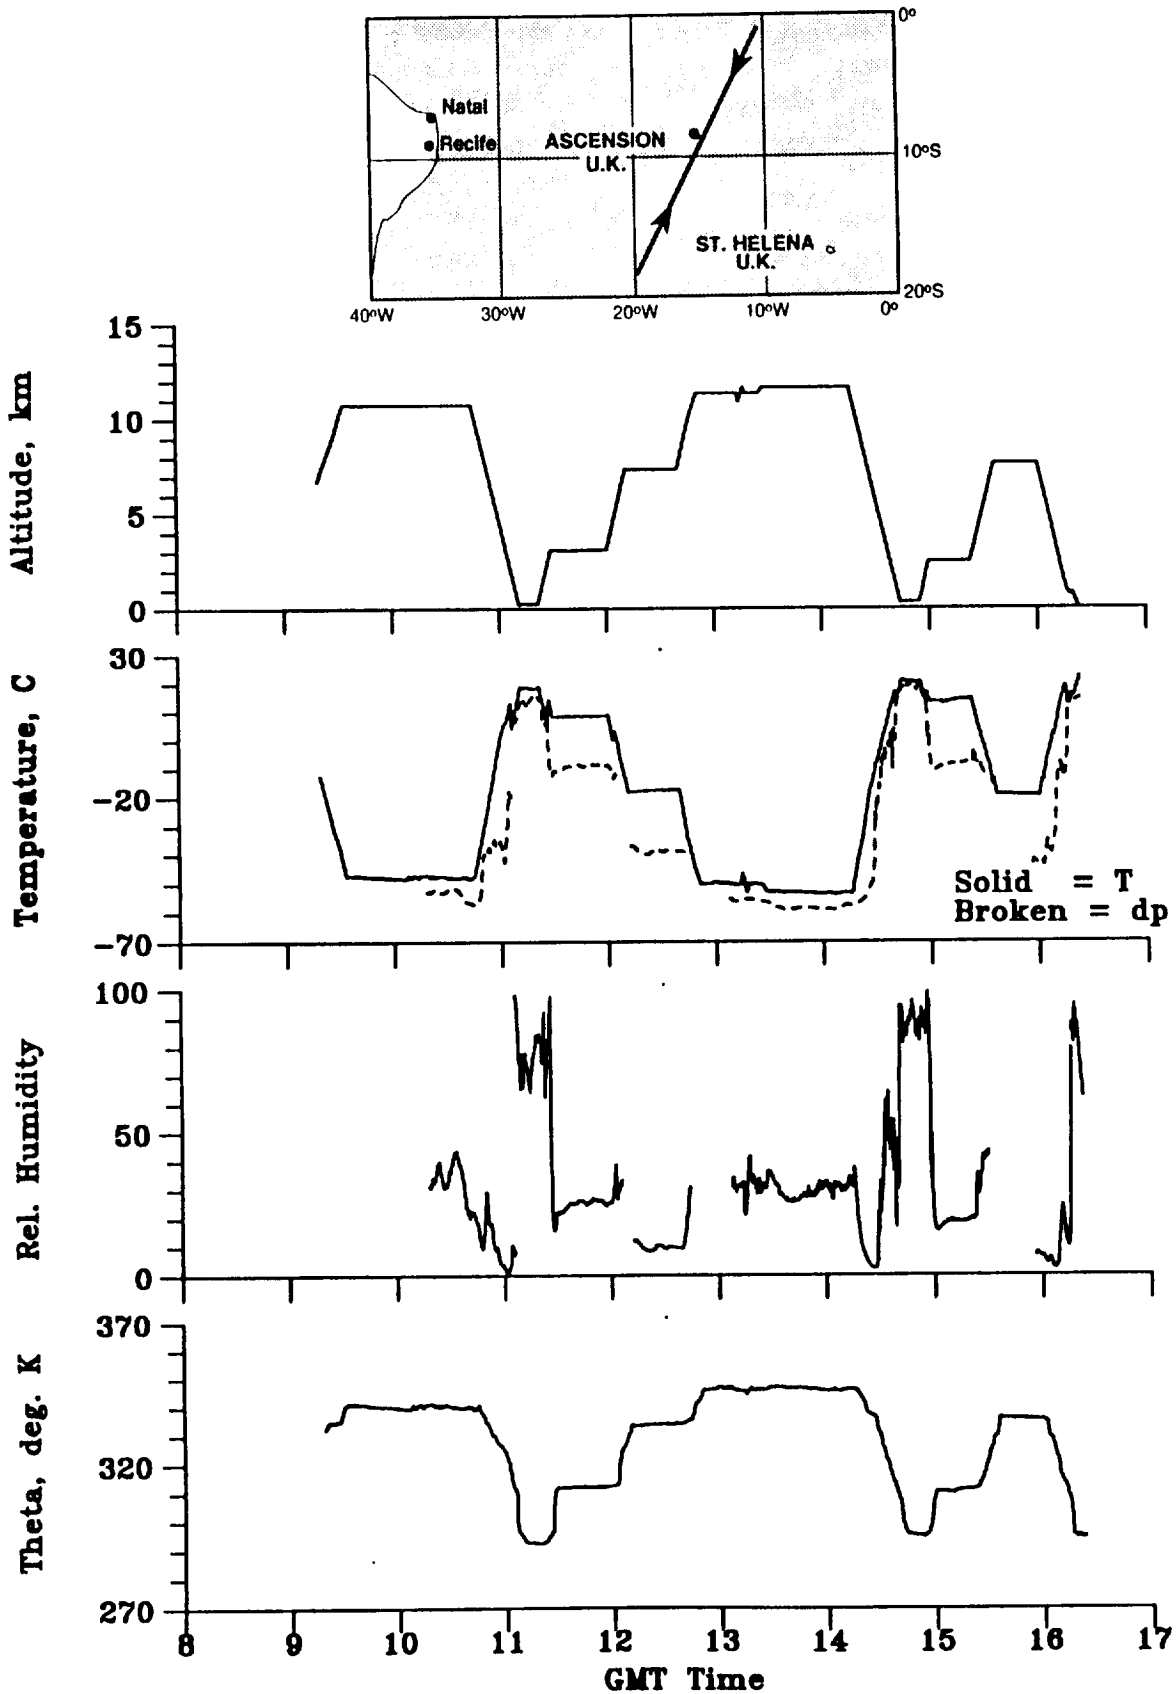 0°
Natal
Recife
ASCENSION
U.K.
10°S
ST. HELENA
U.K.
20°S
40°W 30°W 20°W 10°W 0°
15
10
5
0
Altitude, km
30
-20
-70
Temperature, C
Solid = T
Broken = dp
100
50
0
Rel. Humidity
370
320
270
Theta, deg. K
8 9 10 11 12 13 14 15 16 17
GMT Time